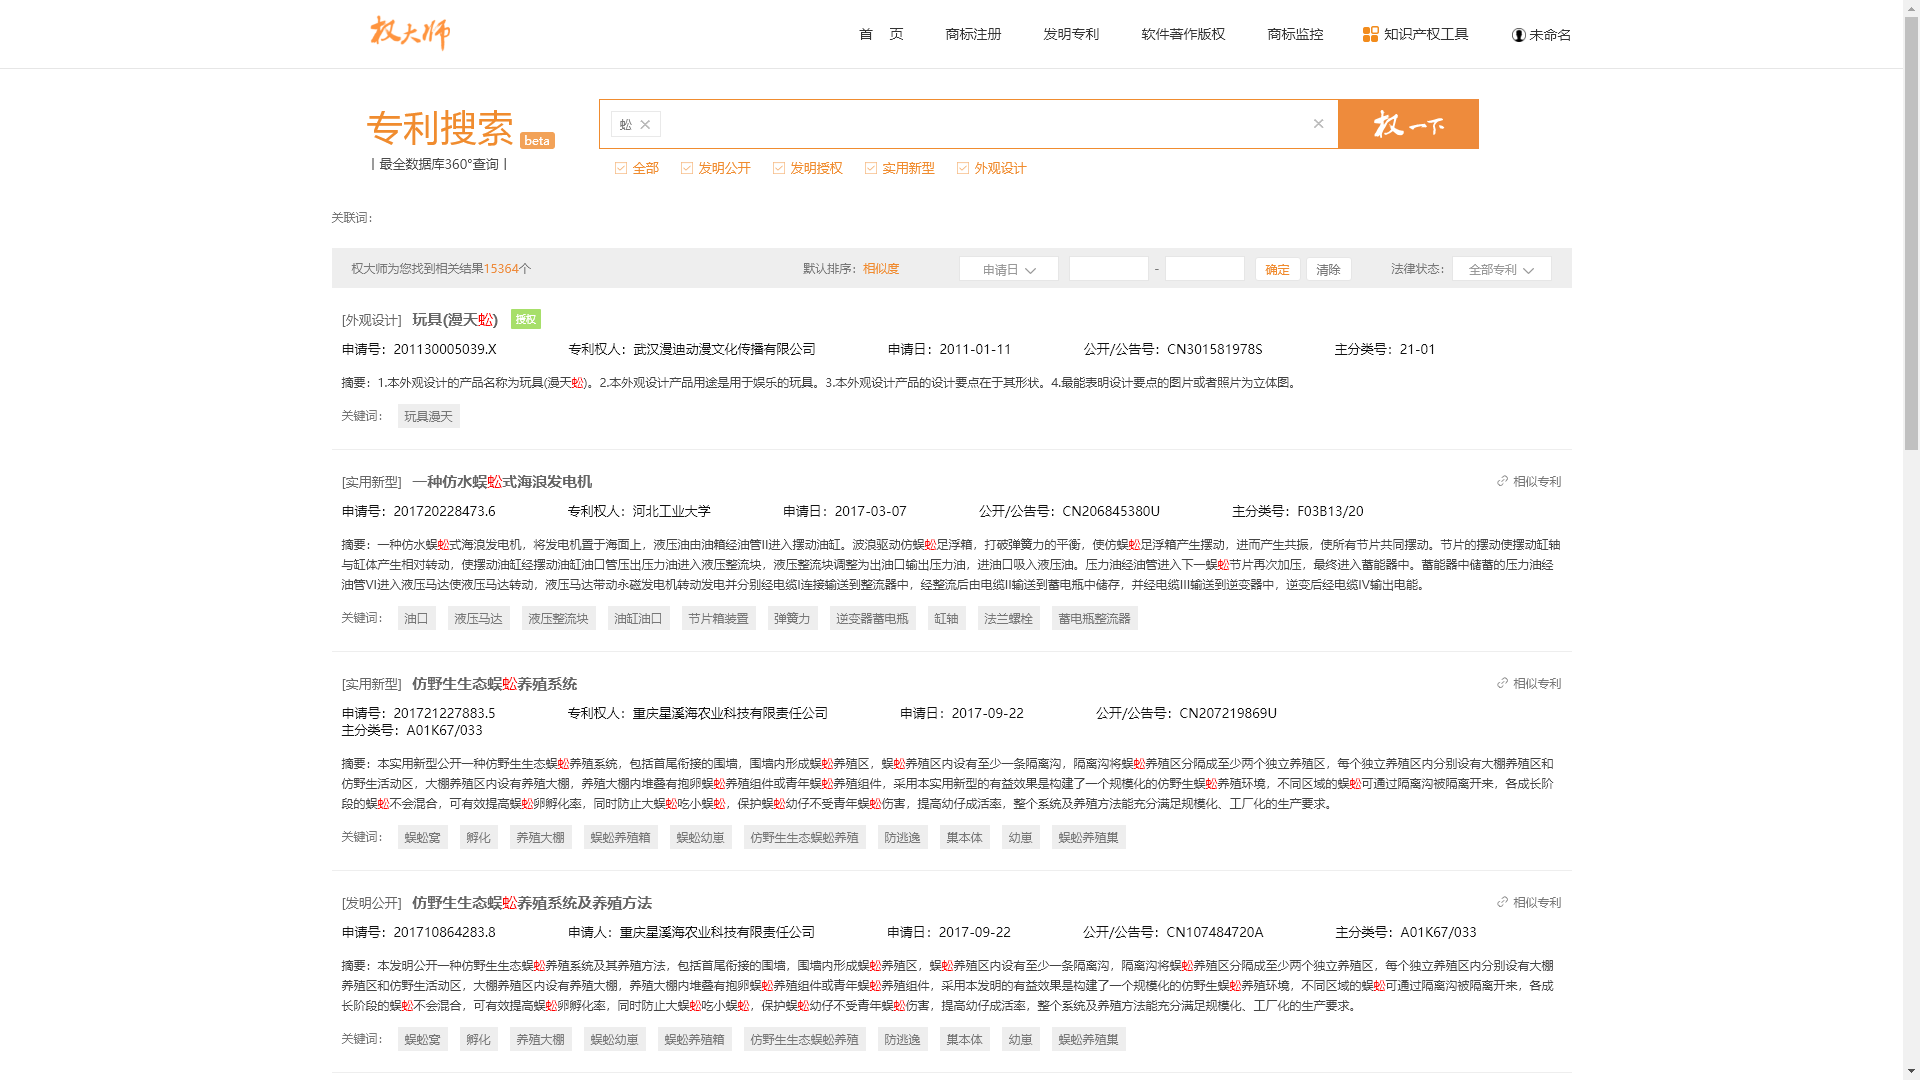 权大师
首 页
商标注册
发明专利
软件著作版权
商标监控
知识产权工具
未命名
专利搜索 beta
丨最全数据库360°查询丨
蚣
权一下
全部 发明公开 发明授权 实用新型 外观设计
关联词：
权大师为您找到相关结果15364个 默认排序：相似度 申请日 - 确定 清除 法律状态： 全部专利
[外观设计] 玩具(漫天蚣) 授权
申请号：201130005039.X 专利权人：武汉漫迪动漫文化传播有限公司 申请日：2011-01-11 公开/公告号：CN301581978S 主分类号：21-01
摘要：1.本外观设计的产品名称为玩具(漫天蚣)。2.本外观设计产品用途是用于娱乐的玩具。3.本外观设计产品的设计要点在于其形状。4.最能表明设计要点的图片或者照片为立体图。
关键词： 玩具漫天
[实用新型] 一种仿水蜈蚣式海浪发电机 相似专利
申请号：201720228473.6 专利权人：河北工业大学 申请日：2017-03-07 公开/公告号：CN206845380U 主分类号：F03B13/20
摘要：一种仿水蜈蚣式海浪发电机，将发电机置于海面上，液压油由油箱经油管II进入摆动油缸。波浪驱动仿蜈蚣足浮箱，打破弹簧力的平衡，使仿蜈蚣足浮箱产生摆动，进而产生共振，使所有节片共同摆动。节片的摆动使摆动缸轴
与缸体产生相对转动，使摆动油缸经摆动油缸油口管压出压力油进入液压整流块，液压整流块调整为出油口输出压力油，进油口吸入液压油。压力油经油管进入下一蜈蚣节片再次加压，最终进入蓄能器中。蓄能器中储蓄的压力油经
油管VI进入液压马达使液压马达转动，液压马达带动永磁发电机转动发电并分别经电缆I连接输送到整流器中，经整流后由电缆II输送到蓄电瓶中储存，并经电缆III输送到逆变器中，逆变后经电缆IV输出电能。
关键词： 油口 液压马达 液压整流块 油缸油口 节片箱装置 弹簧力 逆变器蓄电瓶 缸轴 法兰螺栓 蓄电瓶整流器
[实用新型] 仿野生生态蜈蚣养殖系统 相似专利
申请号：201721227883.5 专利权人：重庆星溪海农业科技有限责任公司 申请日：2017-09-22 公开/公告号：CN207219869U
主分类号：A01K67/033
摘要：本实用新型公开一种仿野生生态蜈蚣养殖系统，包括首尾衔接的围墙，围墙内形成蜈蚣养殖区，蜈蚣养殖区内设有至少一条隔离沟，隔离沟将蜈蚣养殖区分隔成至少两个独立养殖区，每个独立养殖区内分别设有大棚养殖区和
仿野生活动区，大棚养殖区内设有养殖大棚，养殖大棚内堆叠有抱卵蜈蚣养殖组件或青年蜈蚣养殖组件，采用本实用新型的有益效果是构建了一个规模化的仿野生蜈蚣养殖环境，不同区域的蜈蚣可通过隔离沟被隔离开来，各成长阶
段的蜈蚣不会混合，可有效提高蜈蚣卵孵化率，同时防止大蜈蚣吃小蜈蚣，保护蜈蚣幼仔不受青年蜈蚣伤害，提高幼仔成活率，整个系统及养殖方法能充分满足规模化、工厂化的生产要求。
关键词： 蜈蚣窝 孵化 养殖大棚 蜈蚣养殖箱 蜈蚣幼崽 仿野生生态蜈蚣养殖 防逃逸 巢本体 幼崽 蜈蚣养殖巢
[发明公开] 仿野生生态蜈蚣养殖系统及养殖方法 相似专利
申请号：201710864283.8 申请人：重庆星溪海农业科技有限责任公司 申请日：2017-09-22 公开/公告号：CN107484720A 主分类号：A01K67/033
摘要：本发明公开一种仿野生生态蜈蚣养殖系统及其养殖方法，包括首尾衔接的围墙，围墙内形成蜈蚣养殖区，蜈蚣养殖区内设有至少一条隔离沟，隔离沟将蜈蚣养殖区分隔成至少两个独立养殖区，每个独立养殖区内分别设有大棚
养殖区和仿野生活动区，大棚养殖区内设有养殖大棚，养殖大棚内堆叠有抱卵蜈蚣养殖组件或青年蜈蚣养殖组件，采用本发明的有益效果是构建了一个规模化的仿野生蜈蚣养殖环境，不同区域的蜈蚣可通过隔离沟被隔离开来，各成
长阶段的蜈蚣不会混合，可有效提高蜈蚣卵孵化率，同时防止大蜈蚣吃小蜈蚣，保护蜈蚣幼仔不受青年蜈蚣伤害，提高幼仔成活率，整个系统及养殖方法能充分满足规模化、工厂化的生产要求。
关键词： 蜈蚣窝 孵化 养殖大棚 蜈蚣幼崽 蜈蚣养殖箱 仿野生生态蜈蚣养殖 防逃逸 巢本体 幼崽 蜈蚣养殖巢